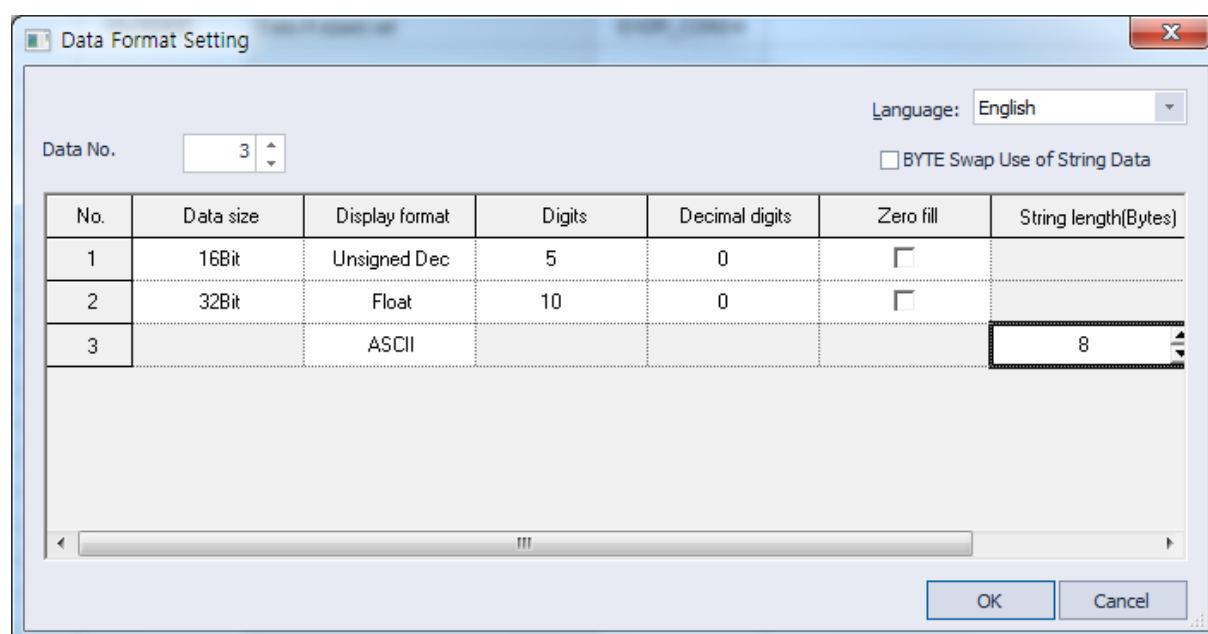 Data Format Setting
Language: English
Data No. 3
BYTE Swap Use of String Data
No. Data size Display format Digits Decimal digits Zero fill String length(Bytes)
1 16Bit Unsigned Dec 5 0
2 32Bit Float 10 0
3 ASCII 8
OK Cancel